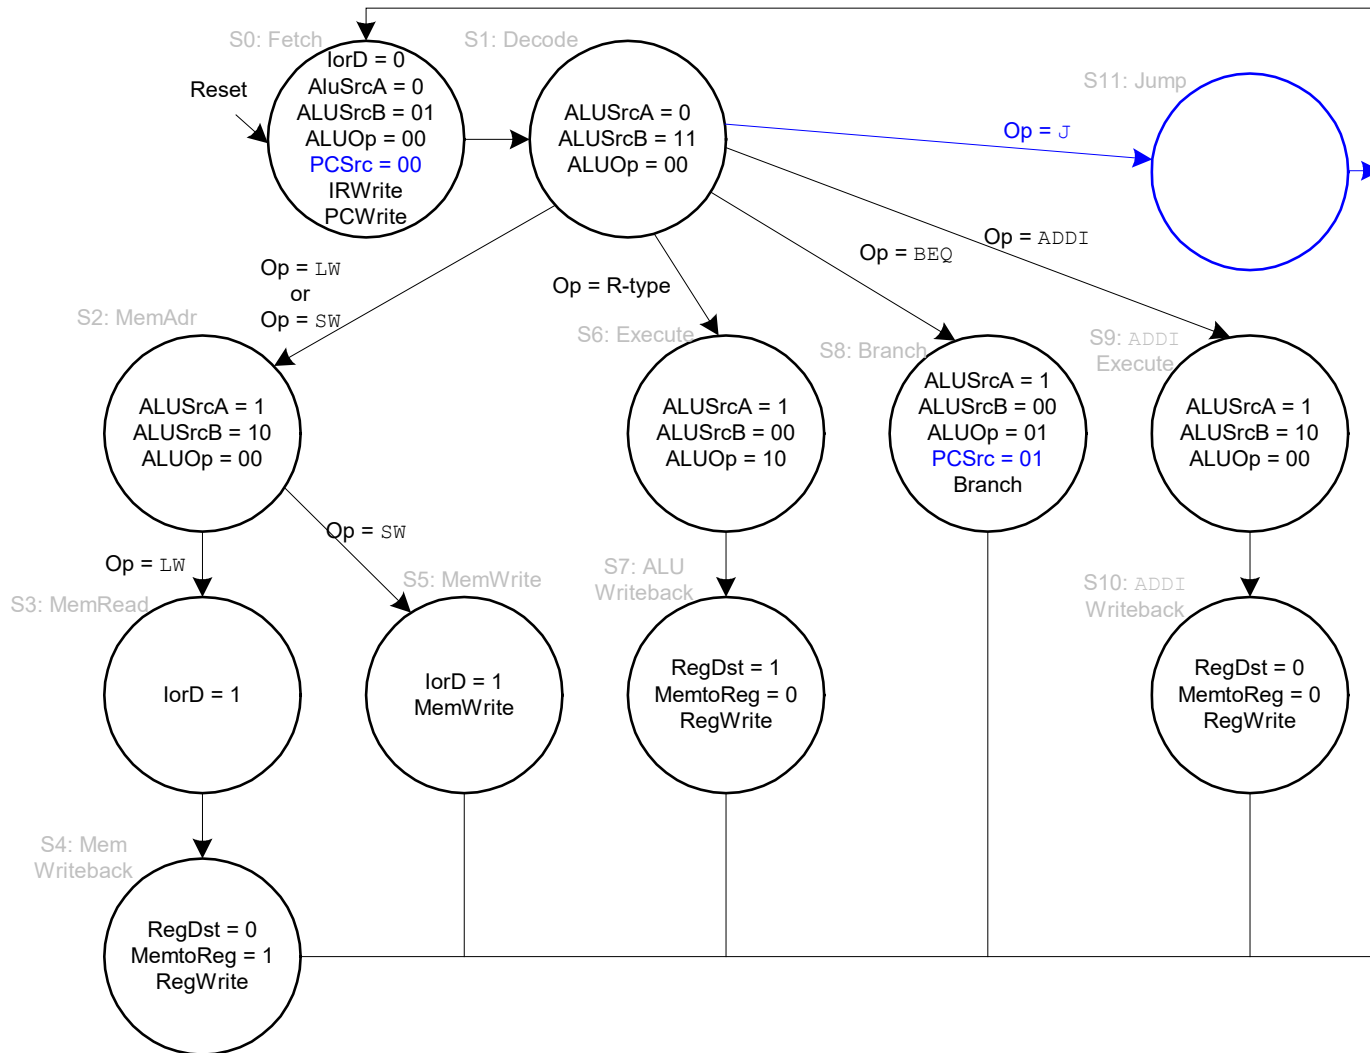 S0: Fetch
S1: Decode
S11: Jump
Reset
IorD = 0
AluSrcA = 0
ALUSrcB = 01
ALUOp = 00
PCSrc = 00
IRWrite
PCWrite
ALUSrcA = 0
ALUSrcB = 11
ALUOp = 00
Op = J
Op = ADDI
Op = BEQ
Op = R-type
Op = LW
or
Op = SW
S2: MemAdr
S6: Execute
S8: Branch
S9: ADDI
Execute
ALUSrcA = 1
ALUSrcB = 10
ALUOp = 00
ALUSrcA = 1
ALUSrcB = 00
ALUOp = 10
ALUSrcA = 1
ALUSrcB = 00
ALUOp = 01
PCSrc = 01
Branch
ALUSrcA = 1
ALUSrcB = 10
ALUOp = 00
Op = LW
Op = SW
S3: MemRead
S5: MemWrite
S7: ALU
Writeback
S10: ADDI
Writeback
IorD = 1
IorD = 1
MemWrite
RegDst = 1
MemtoReg = 0
RegWrite
RegDst = 0
MemtoReg = 0
RegWrite
S4: Mem
Writeback
RegDst = 0
MemtoReg = 1
RegWrite